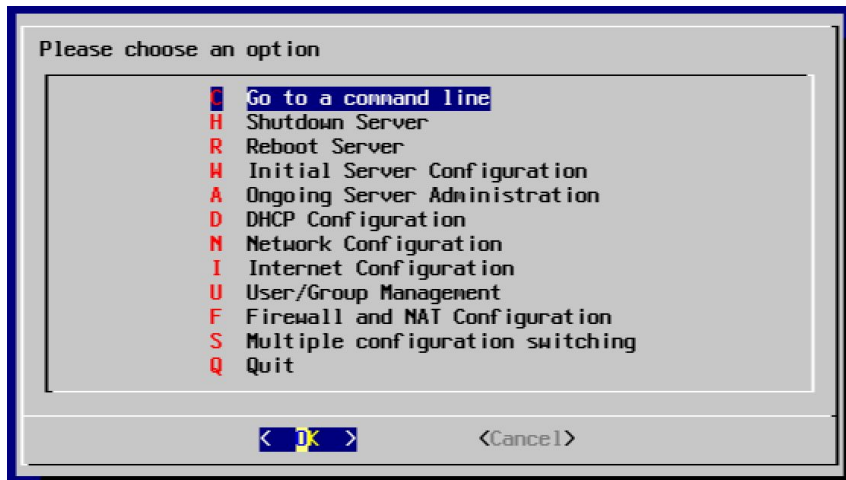 Please choose an option
C Go to a command line
H Shutdown Server
R Reboot Server
W Initial Server Configuration
A Ongoing Server Administration
D DHCP Configuration
N Network Configuration
I Internet Configuration
U User/Group Management
F Firewall and NAT Configuration
S Multiple configuration switching
Q Quit
< OK > <Cancel>